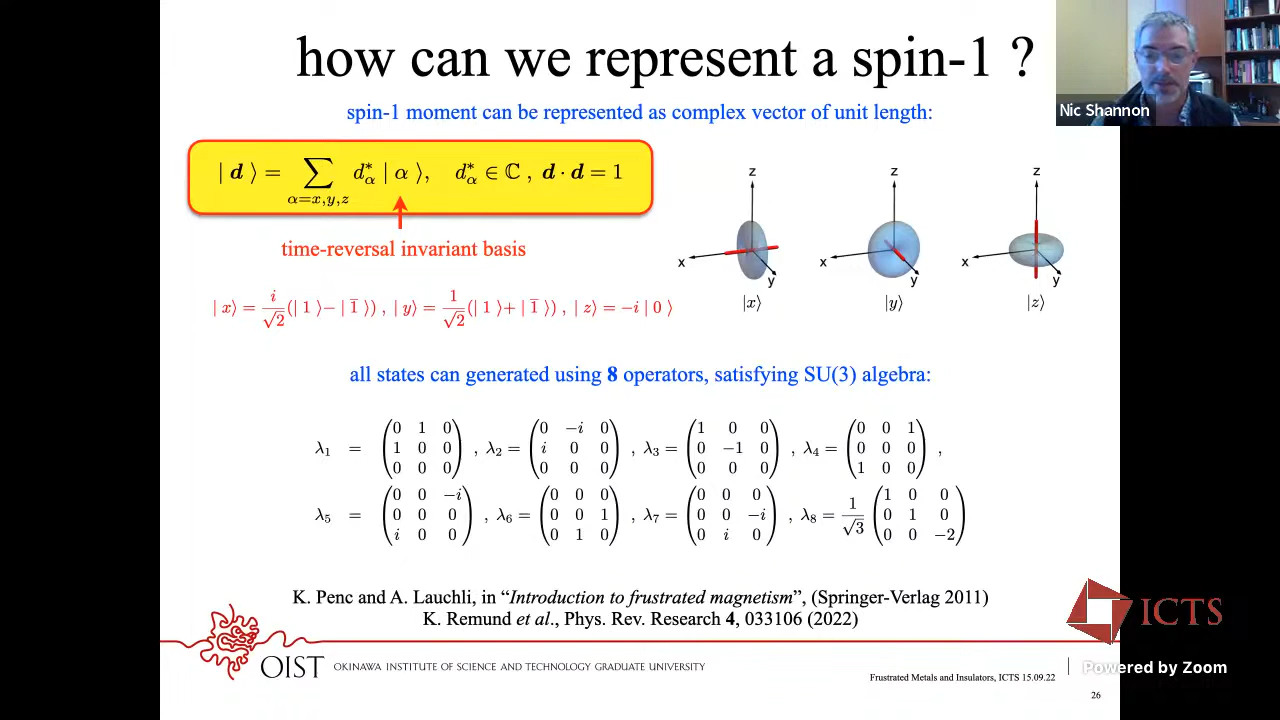 how can we represent a spin-1 ?
Nic Shannon
spin-1 moment can be represented as complex vector of unit length:
| d ⟩ = ∑_{α=x,y,z} d*_α | α ⟩, d*_α ∈ ℂ , d · d = 1
time-reversal invariant basis
| x⟩ = i/√2 (| 1 ⟩− | 1̄ ⟩) , | y⟩ = 1/√2 (| 1 ⟩+ | 1̄ ⟩) , | z⟩ = −i | 0 ⟩
z
x
y
|x⟩
z
x
y
|y⟩
z
x
y
|z⟩
all states can generated using 8 operators, satisfying SU(3) algebra:
λ1 = (0 1 0; 1 0 0; 0 0 0) , λ2 = (0 −i 0; i 0 0; 0 0 0) , λ3 = (1 0 0; 0 −1 0; 0 0 0) , λ4 = (0 0 1; 0 0 0; 1 0 0) ,
λ5 = (0 0 −i; 0 0 0; i 0 0) , λ6 = (0 0 0; 0 0 1; 0 1 0) , λ7 = (0 0 0; 0 0 −i; 0 i 0) , λ8 = 1/√3 (1 0 0; 0 1 0; 0 0 −2)
K. Penc and A. Lauchli, in “Introduction to frustrated magnetism”, (Springer-Verlag 2011)
K. Remund et al., Phys. Rev. Research 4, 033106 (2022)
ICTS
OIST OKINAWA INSTITUTE OF SCIENCE AND TECHNOLOGY GRADUATE UNIVERSITY
Powered by Zoom
Frustrated Metals and Insulators, ICTS 15.09.22
26